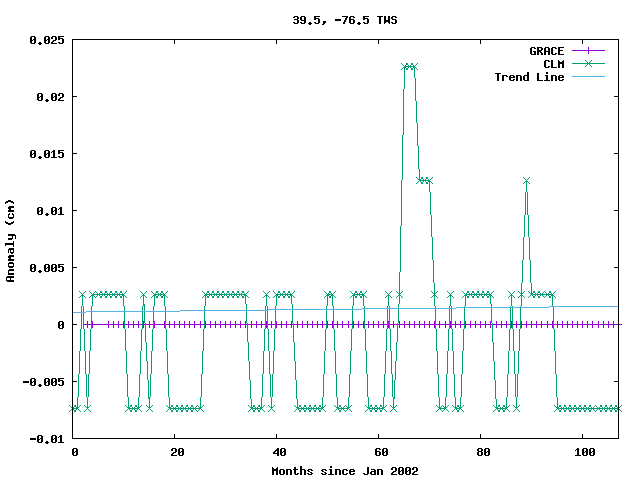 39.5, -76.5 TWS
GRACE
CLM
Trend Line
0.025
0.02
0.015
0.01
0.005
0
-0.005
-0.01
Anomaly (cm)
0 20 40 60 80 100
Months since Jan 2002